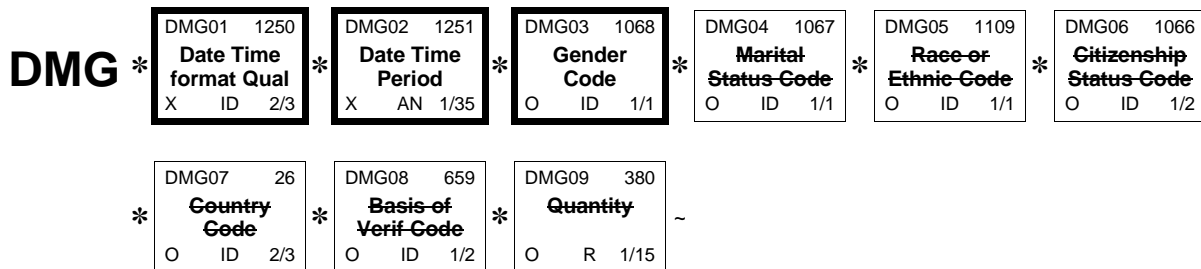 DMG01 1250 DMG02 1251 DMG03 1068 DMG04 1067 DMG05 1109 DMG06 1066
DMG * Date Time * Date Time * Gender * Marital * Race or * Citizenship
format Qual Period Code Status Code Ethnic Code Status Code
X ID 2/3 X AN 1/35 O ID 1/1 O ID 1/1 O ID 1/1 O ID 1/2
DMG07 26 DMG08 659 DMG09 380
* Country * Basis of * Quantity ~
Code Verif Code
O ID 2/3 O ID 1/2 O R 1/15